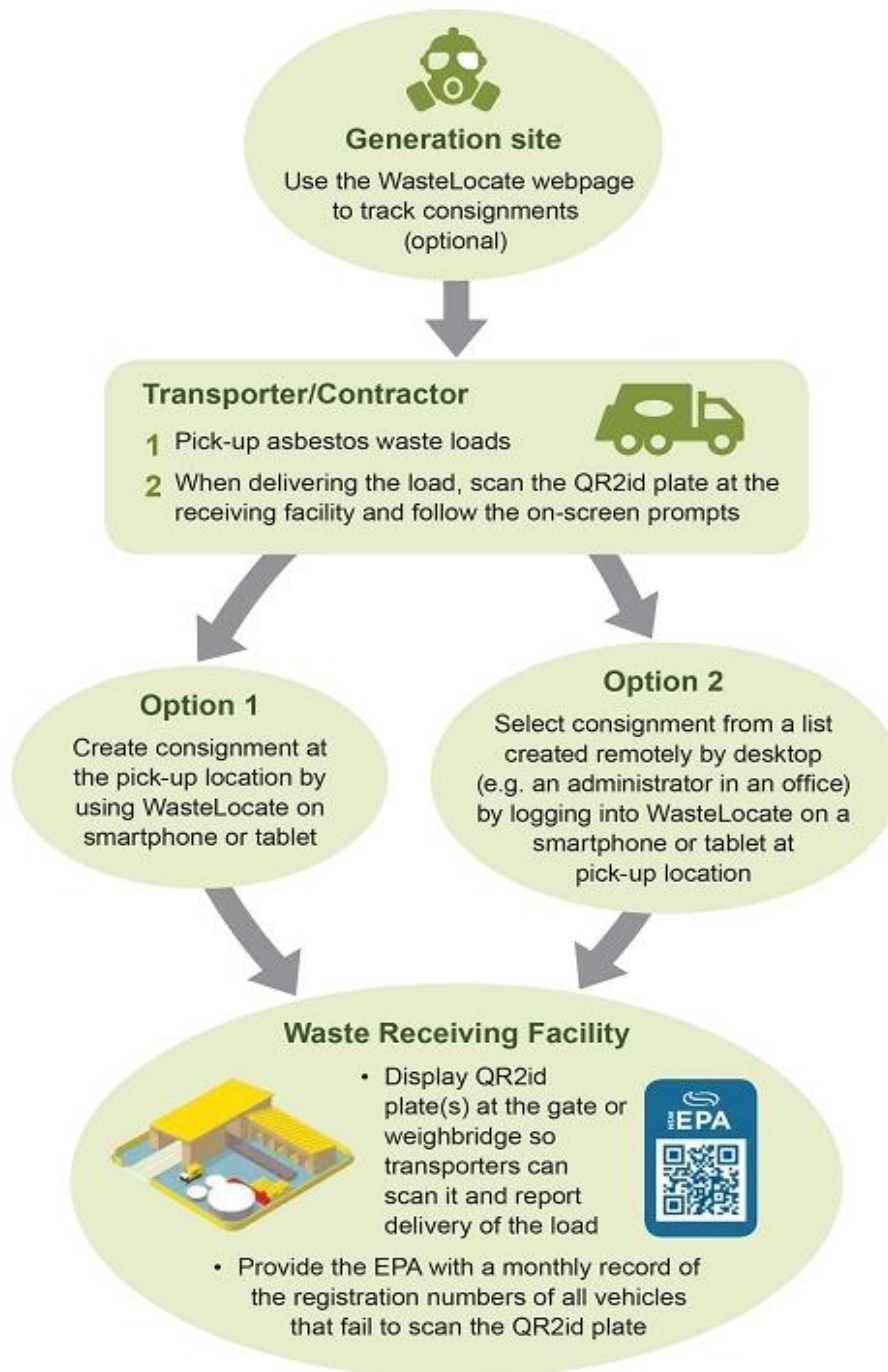 Generation site
Use the WasteLocate webpage
to track consignments
(optional)
Transporter/Contractor
1 Pick-up asbestos waste loads
2 When delivering the load, scan the QR2id plate at the
receiving facility and follow the on-screen prompts
Option 1
Create consignment at
the pick-up location by
using WasteLocate on
smartphone or tablet
Option 2
Select consignment from a list
created remotely by desktop
(e.g. an administrator in an office)
by logging into WasteLocate on a
smartphone or tablet at
pick-up location
Waste Receiving Facility
• Display QR2id
plate(s) at the gate or
weighbridge so
transporters can
scan it and report
delivery of the load
NSW
EPA
• Provide the EPA with a monthly record of
the registration numbers of all vehicles
that fail to scan the QR2id plate